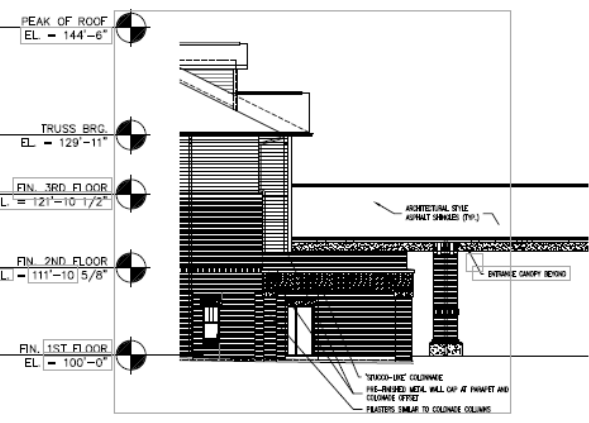 PEAK OF ROOF
EL. = 144'-6"
TRUSS BRG.
EL. = 129'-11"
FIN. 3RD FLOOR
L. = 121'-10 1/2"
FIN. 2ND FLOOR
L. = 111'-10 5/8"
FIN. 1ST FLOOR
EL. = 100'-0"
ARCHITECTURAL STYLE
ASPHALT SHINGLES (TYP.)
ENTRANCE CANOPY BEYOND
'STUCCO-LIKE' COLONNADE
PRE-FINISHED METAL WALL CAP AT PARAPET AND
COLONADE OFFSET
PILASTERS SIMILAR TO COLONADE COLUMNS